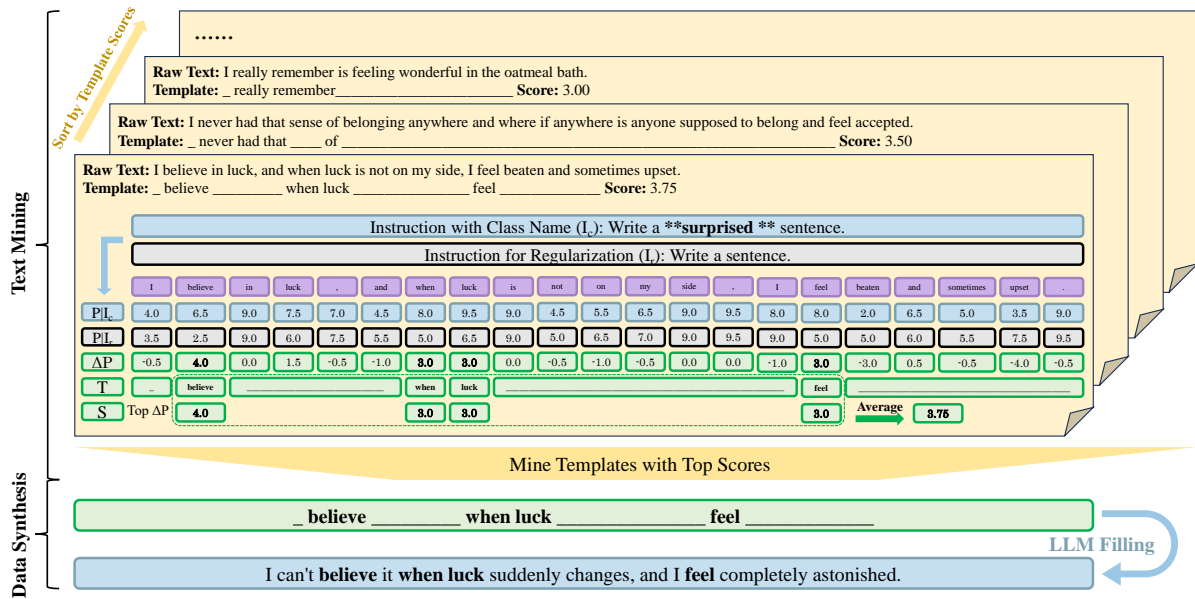 ......
Sort by Template Scores
Raw Text: I really remember is feeling wonderful in the oatmeal bath.
Template: _ really remember_______________________ Score: 3.00
Raw Text: I never had that sense of belonging anywhere and where if anywhere is anyone supposed to belong and feel accepted.
Template: _ never had that ____ of ________________________________________________________________ Score: 3.50
Raw Text: I believe in luck, and when luck is not on my side, I feel beaten and sometimes upset.
Template: _ believe _________ when luck _______________ feel _____________ Score: 3.75
Text Mining
Instruction with Class Name (I_c): Write a **surprised ** sentence.
Instruction for Regularization (I_r): Write a sentence.
I believe in luck , and when luck is not on my side , I feel beaten and sometimes upset .
P|I_c 4.0 6.5 9.0 7.5 7.0 4.5 8.0 9.5 9.0 4.5 5.5 6.5 9.0 9.5 8.0 8.0 2.0 6.5 5.0 3.5 9.0
P|I_r 3.5 2.5 9.0 6.0 7.5 5.5 5.0 6.5 9.0 5.0 6.5 7.0 9.0 9.5 9.0 5.0 5.0 6.0 5.5 7.5 9.5
ΔP -0.5 4.0 0.0 1.5 -0.5 -1.0 3.0 3.0 0.0 -0.5 -1.0 -0.5 0.0 0.0 -1.0 3.0 -3.0 0.5 -0.5 -4.0 -0.5
T _ believe ____________________ when luck ____________________ feel ____________________
S Top ΔP 4.0 3.0 3.0 3.0 Average 3.75
Mine Templates with Top Scores
Data Synthesis
_ believe _________ when luck _______________ feel _____________
LLM Filling
I can't believe it when luck suddenly changes, and I feel completely astonished.